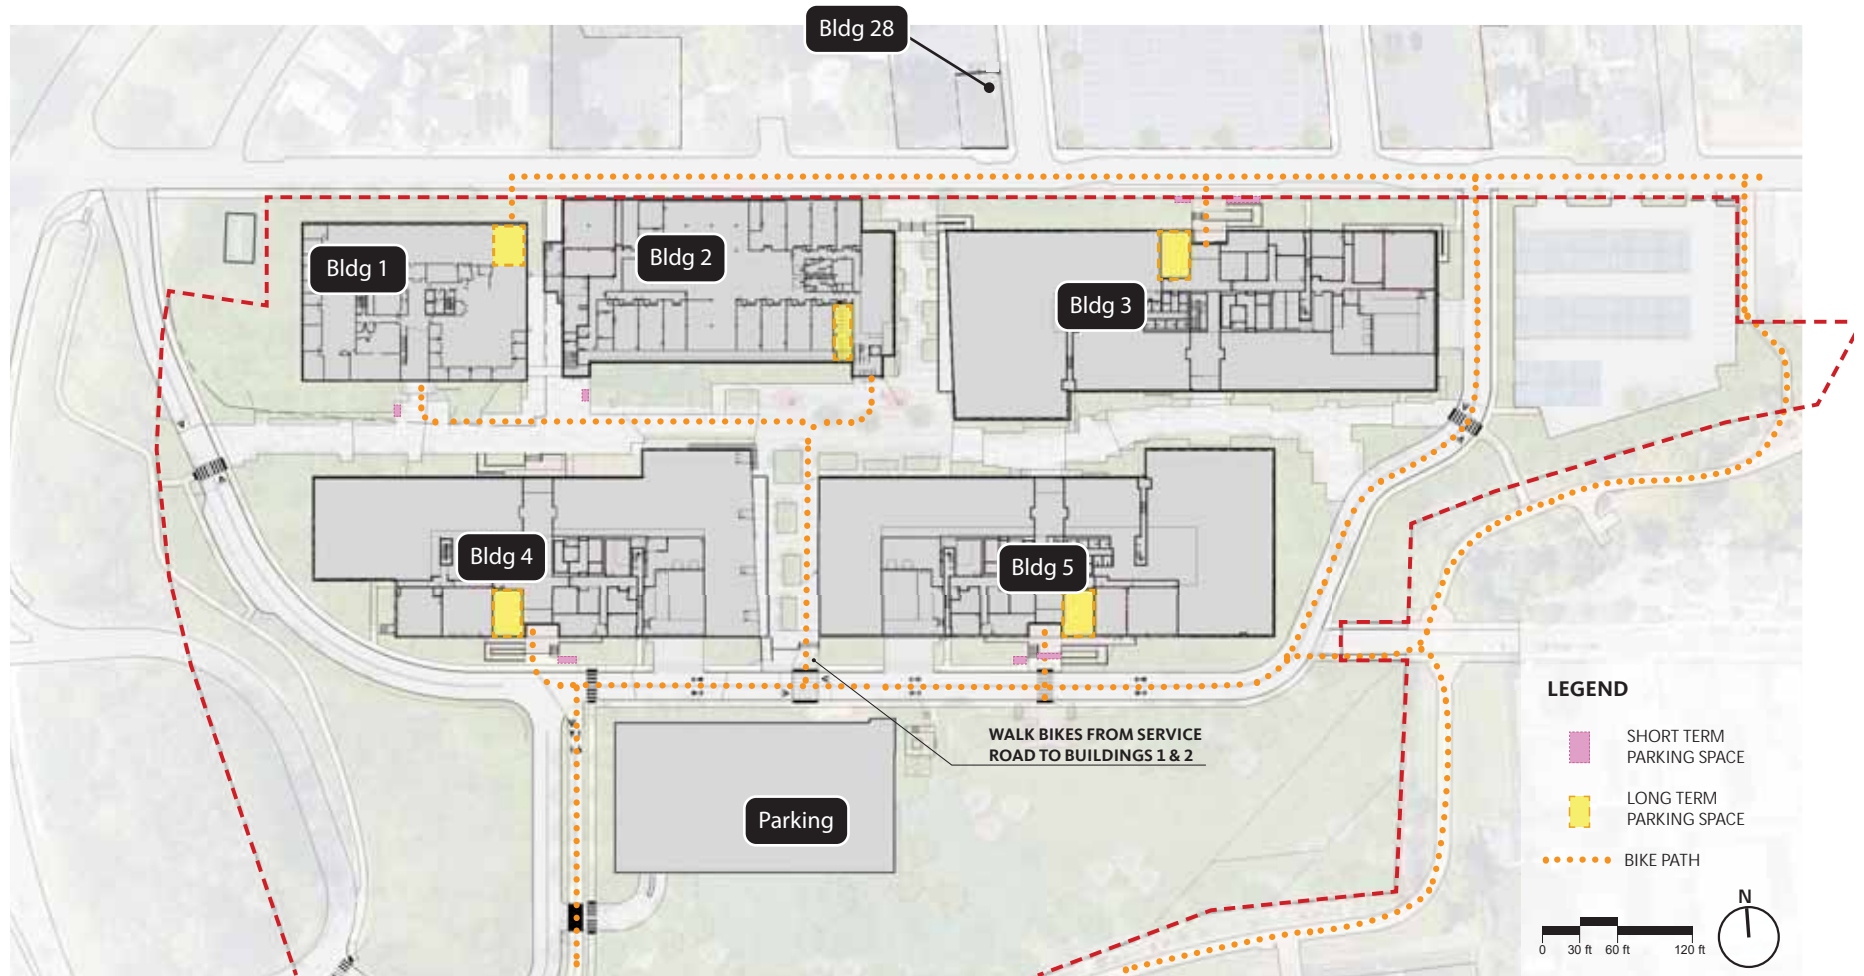 Bldg 28
Bldg 1
Bldg 2
Bldg 3
Bldg 4
Bldg 5
WALK BIKES FROM SERVICE
ROAD TO BUILDINGS 1 & 2
Parking
LEGEND
SHORT TERM
PARKING SPACE
LONG TERM
PARKING SPACE
BIKE PATH
N
0 30 ft 60 ft 120 ft